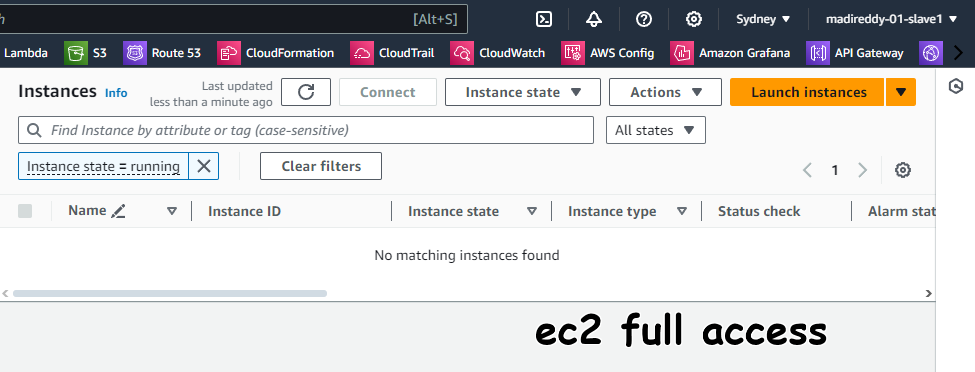 [Alt+S] Sydney ▼ madireddy-01-slave1 ▼
Lambda S3 Route 53 CloudFormation CloudTrail CloudWatch AWS Config Amazon Grafana API Gateway
Instances Info Last updated less than a minute ago Connect Instance state ▼ Actions ▼ Launch instances ▼
Find Instance by attribute or tag (case-sensitive) All states ▼
Instance state = running Clear filters
1
Name Instance ID Instance state Instance type Status check Alarm stat
No matching instances found
ec2 full access